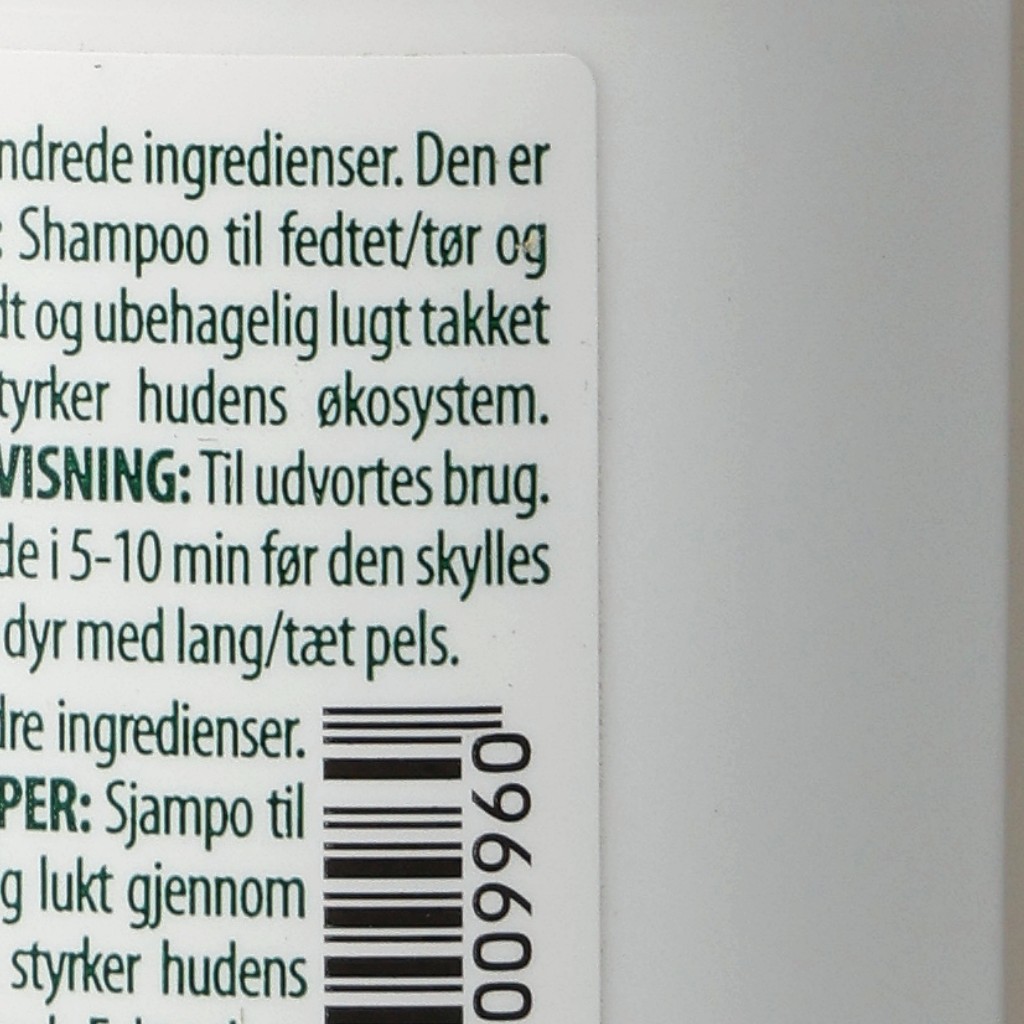 ndrede ingredienser. Den er
: Shampoo til fedtet/tør og
dt og ubehagelig lugt takket
tyrker hudens økosystem.
VISNING: Til udvortes brug.
de i 5-10 min før den skylles
dyr med lang/tæt pels.
dre ingredienser.
PER: Sjampo til
g lukt gjennom
styrker hudens
096600